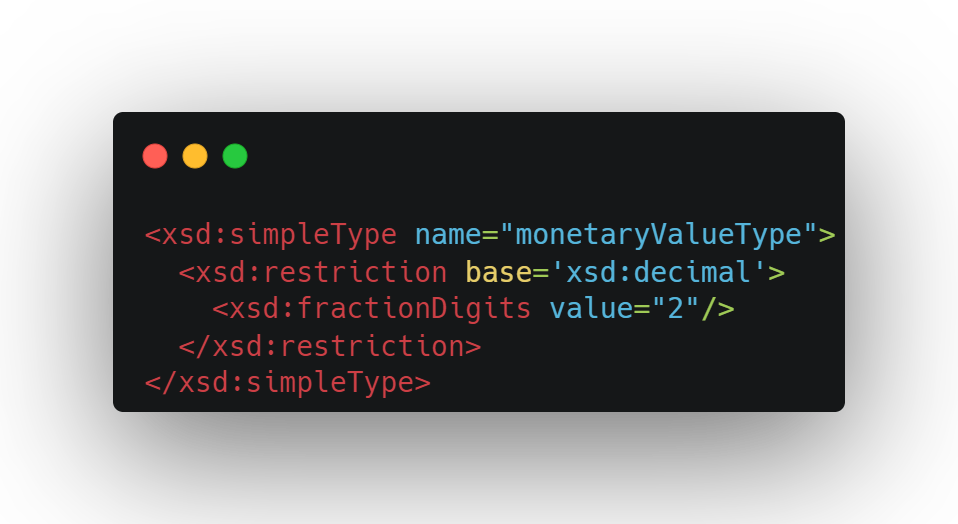 <xsd:simpleType name="monetaryValueType">
  <xsd:restriction base='xsd:decimal'>
    <xsd:fractionDigits value="2"/>
  </xsd:restriction>
</xsd:simpleType>